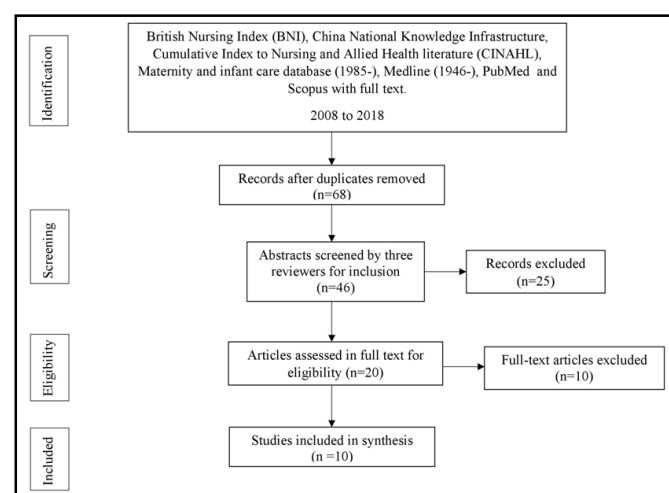 Identification
British Nursing Index (BNI), China National Knowledge Infrastructure,
Cumulative Index to Nursing and Allied Health literature (CINAHL),
Maternity and infant care database (1985-), Medline (1946-), PubMed and
Scopus with full text.
2008 to 2018
Records after duplicates removed
(n=68)
Screening
Abstracts screened by three
reviewers for inclusion
(n=46)
Records excluded
(n=25)
Eligibility
Articles assessed in full text for
eligibility (n=20)
Full-text articles excluded
(n=10)
Included
Studies included in synthesis
(n =10)